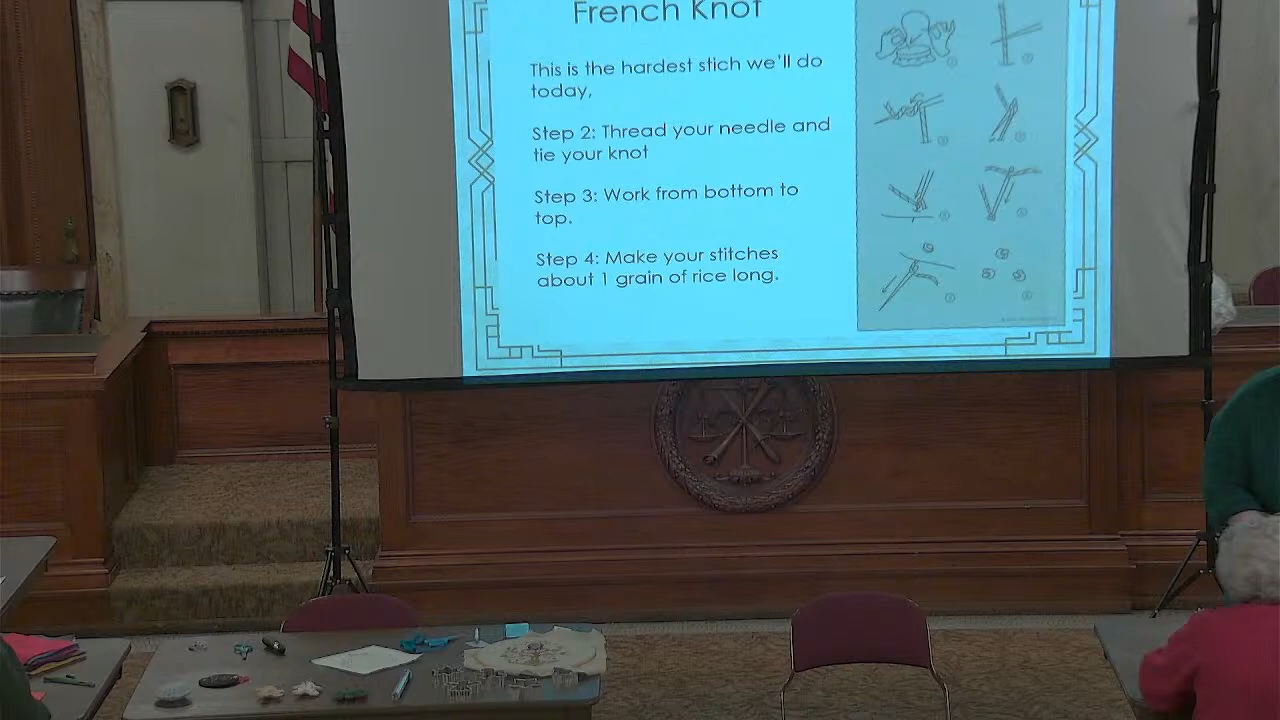 French Knot
This is the hardest stich we'll do
today,
Step 2: Thread your needle and
tie your knot
Step 3: Work from bottom to
top.
Step 4: Make your stitches
about 1 grain of rice long.